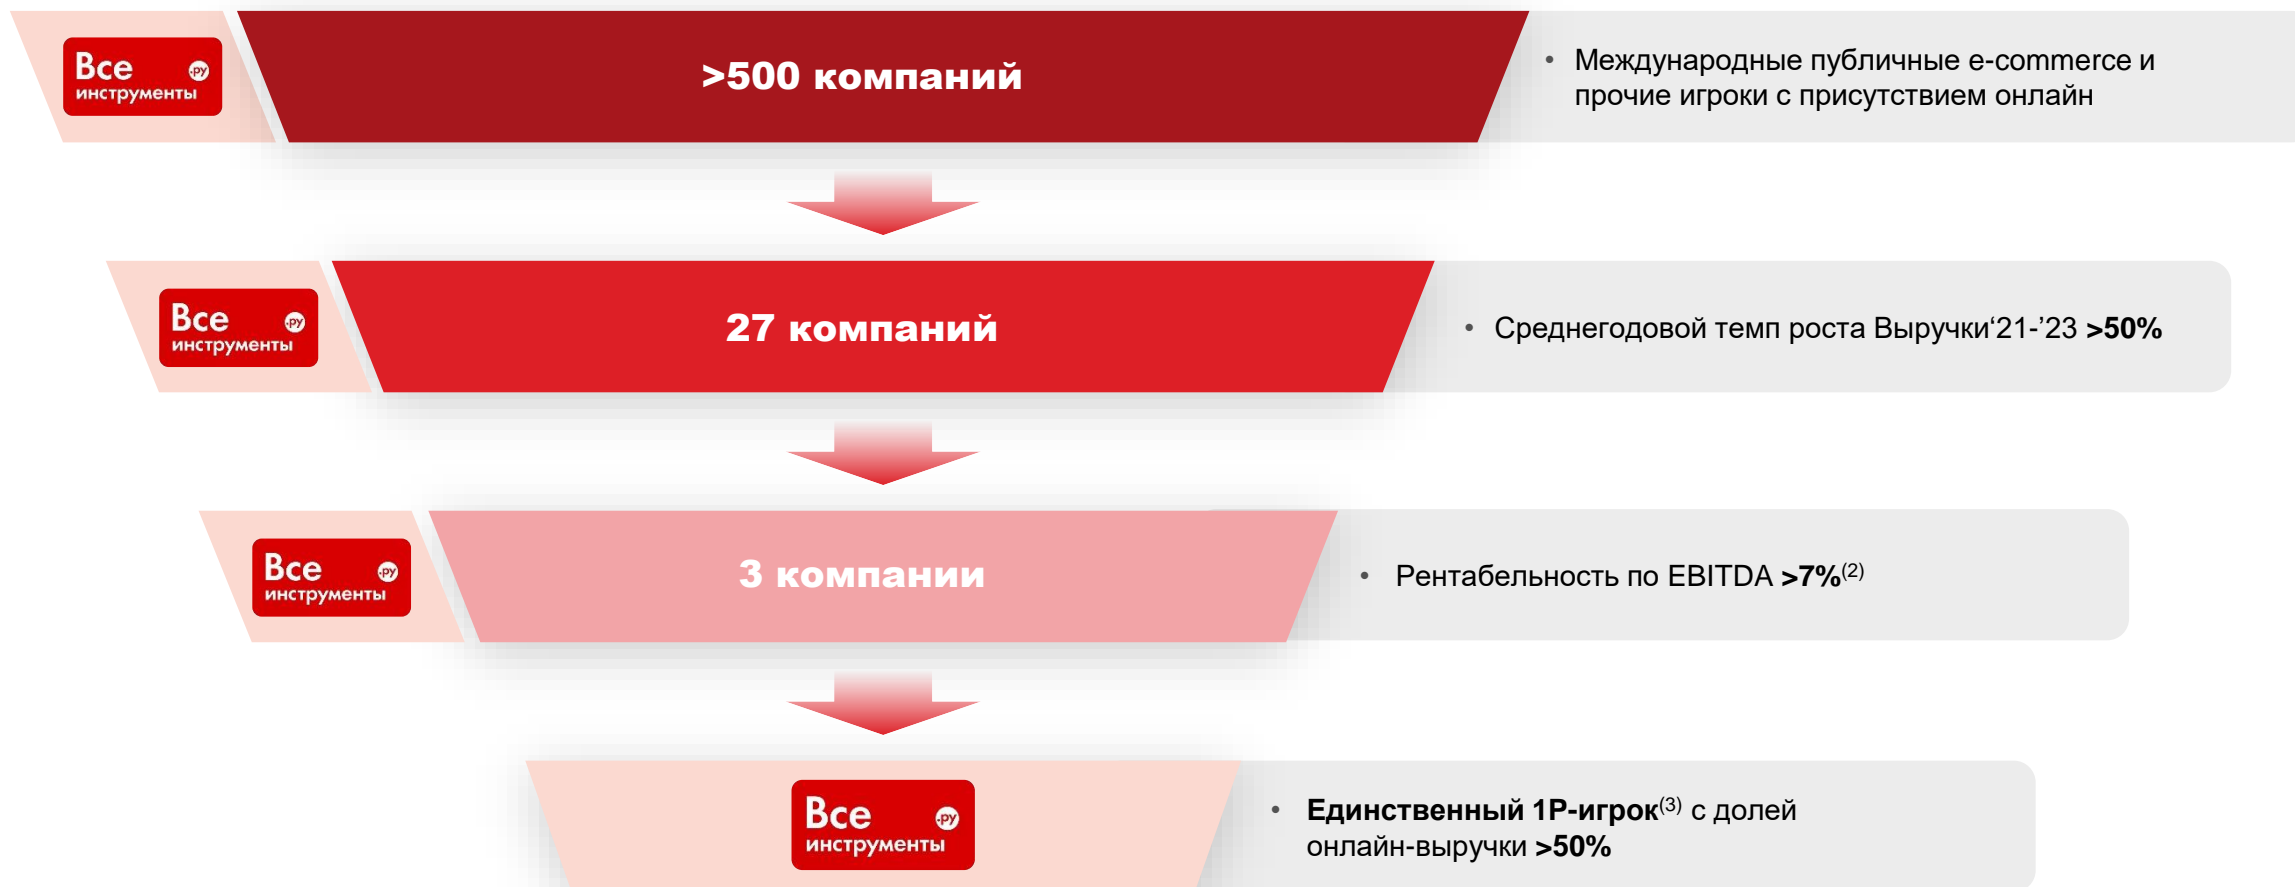 Все
.РУ
инструменты
>500 компаний
• Международные публичные e-commerce и
прочие игроки с присутствием онлайн
Все
.РУ
инструменты
27 компаний
• Среднегодовой темп роста Выручки‘21-’23 >50%
Все
.РУ
инструменты
3 компании
• Рентабельность по EBITDA >7%(2)
Все
.РУ
инструменты
• Единственный 1P-игрок(3) с долей
онлайн-выручки >50%